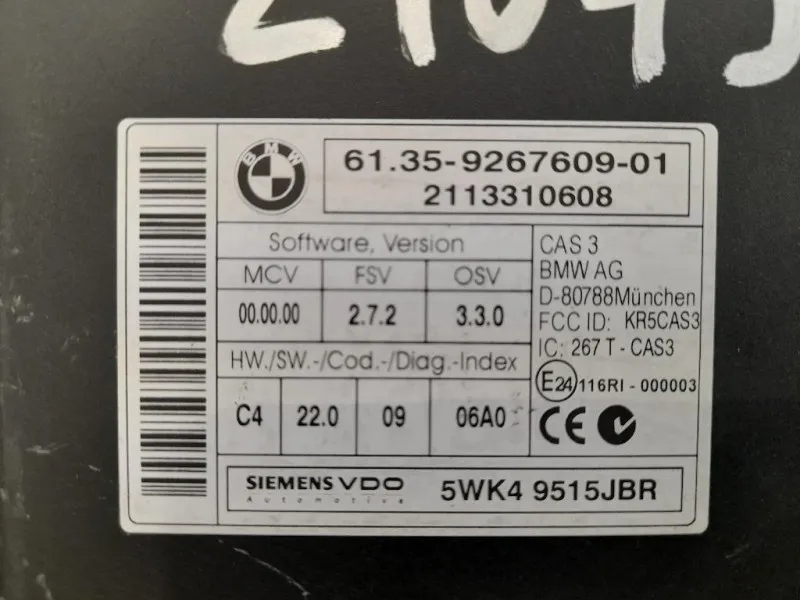 BMW
61.35-9267609-01
2113310608
Software, Version
MCV FSV OSV
00.00.00 2.7.2 3.3.0
HW./SW.-/Cod.-/Diag.-Index
C4 22.0 09 06A0
CAS 3
BMW AG
D-80788München
FCC ID: KR5CAS3
IC: 267 T - CAS3
E24 116RI - 000003
CE
SIEMENS VDO
Automotive
5WK4 9515JBR